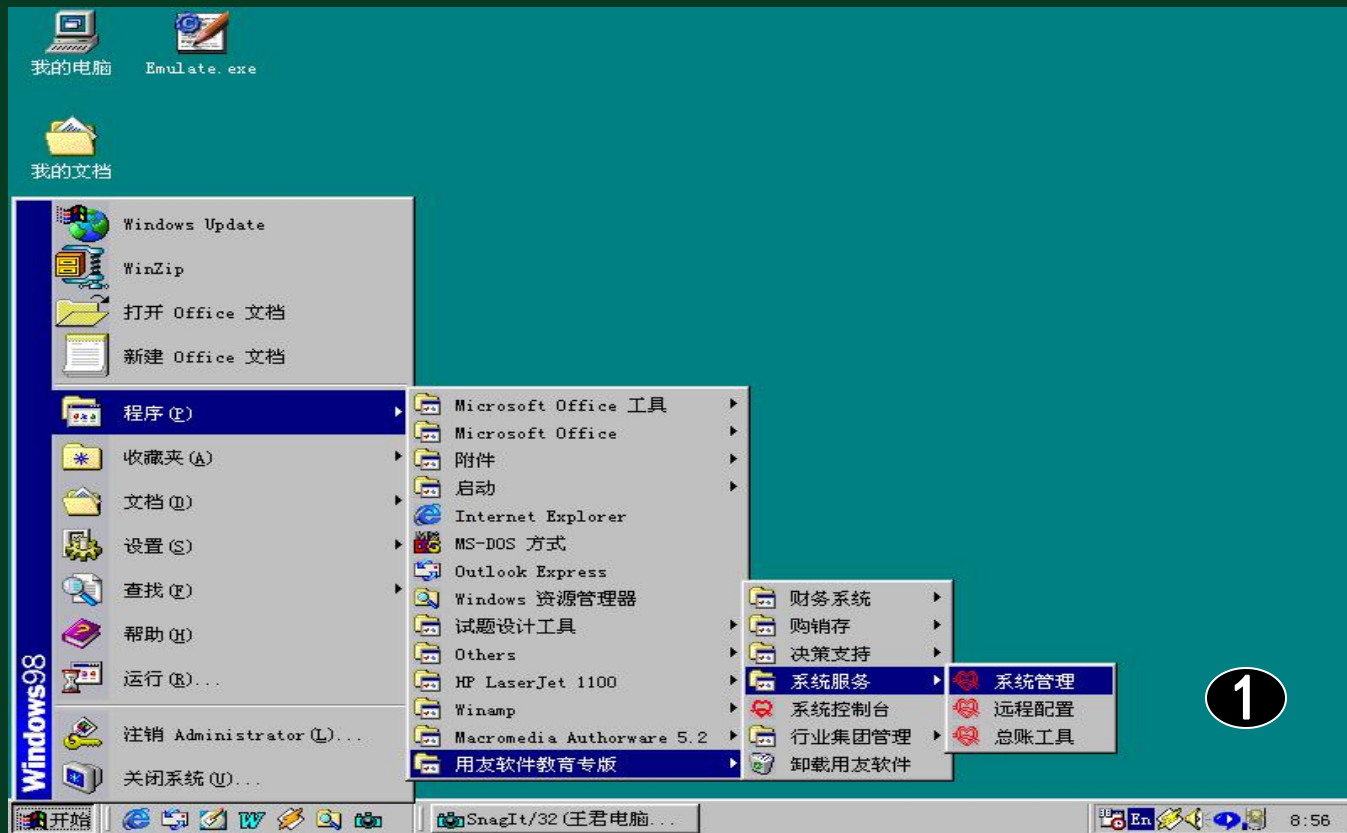 我的电脑
Emulate.exe
我的文档
Windows Update
WinZip
打开 Office 文档
新建 Office 文档
程序(P)
收藏夹(A)
文档(D)
设置(S)
查找(F)
帮助(H)
运行(R)...
注销 Administrator(L)...
关闭系统(U)...
Windows98
Microsoft Office 工具
Microsoft Office
附件
启动
Internet Explorer
MS-DOS 方式
Outlook Express
Windows 资源管理器
试题设计工具
Others
HP LaserJet 1100
Winamp
Macromedia Authorware 5.2
用友软件教育专版
财务系统
购销存
决策支持
系统服务
系统控制台
行业集团管理
卸载用友软件
系统管理
远程配置
总账工具
1
开始
SnagIt/32(王君电脑...
En
8:56